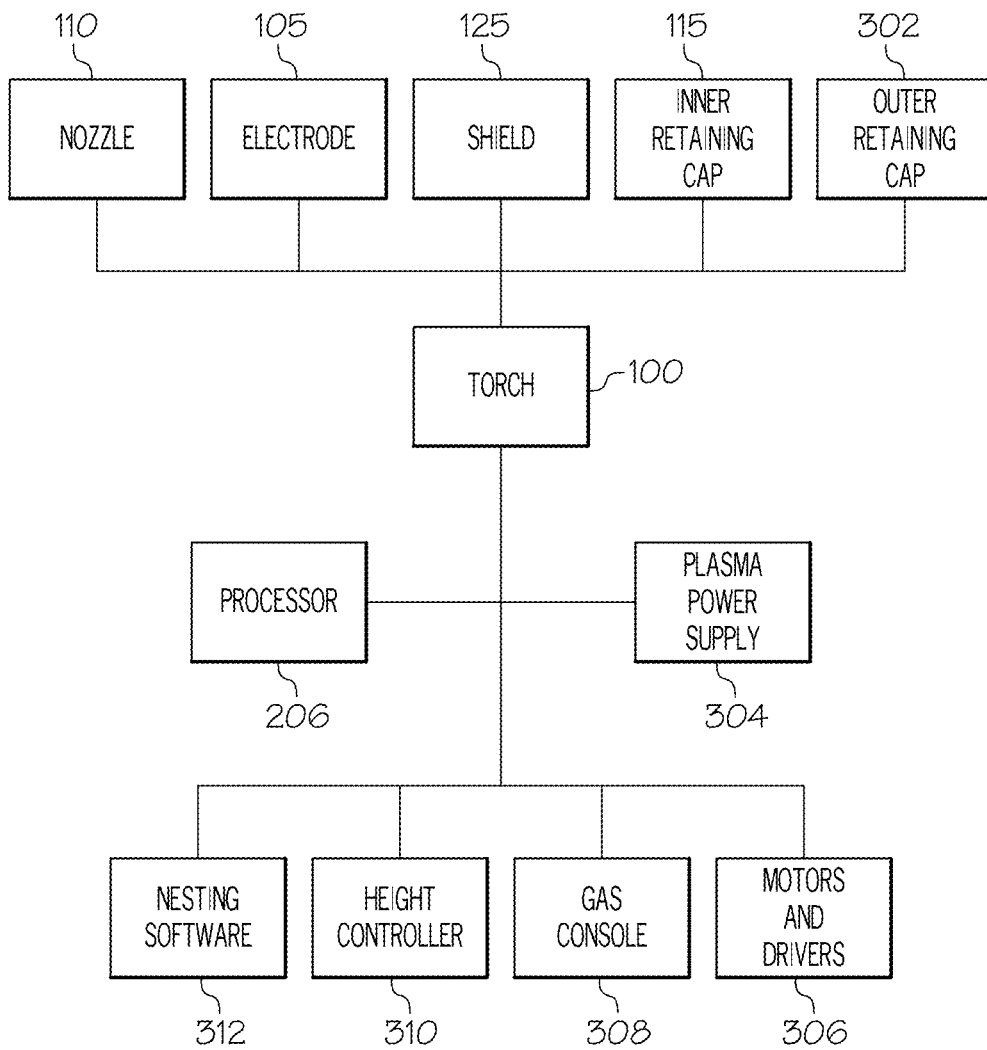 110
105
125
115
302
NOZZLE
ELECTRODE
SHIELD
INNER
RETAINING
CAP
OUTER
RETAINING
CAP
TORCH
100
PROCESSOR
206
PLASMA
POWER
SUPPLY
304
NESTING
SOFTWARE
HEIGHT
CONTROLLER
GAS
CONSOLE
MOTORS
AND
DRIVERS
312
310
308
306